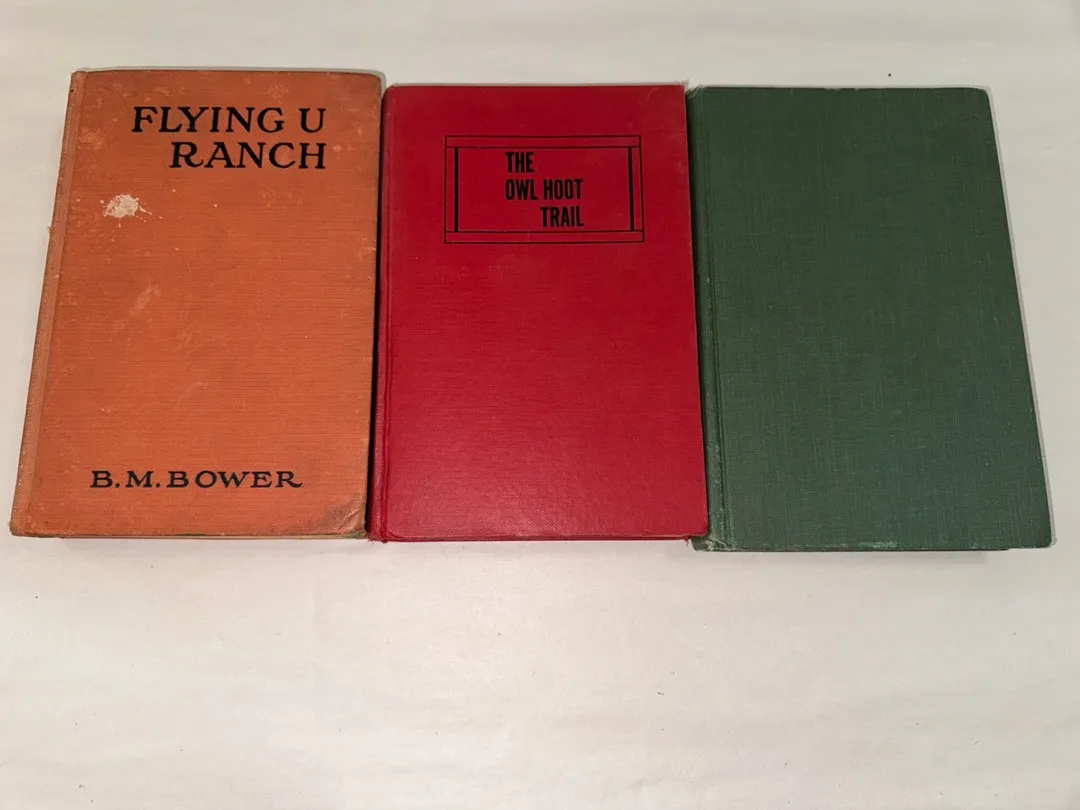 FLYING U
RANCH
B.M.BOWER
THE
OWL HOOT
TRAIL